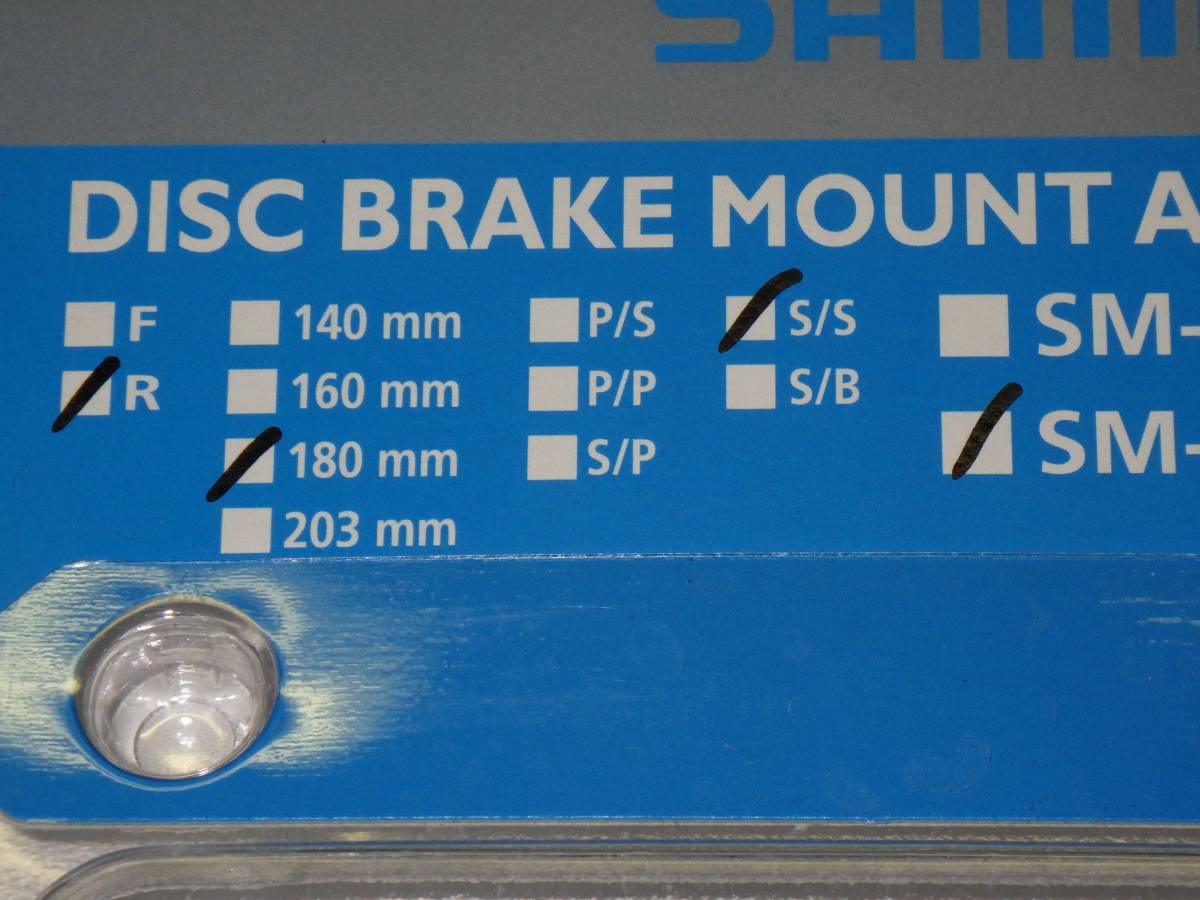 DISC BRAKE MOUNT A
F 140 mm P/S S/S SM-
R 160 mm P/P S/B
180 mm S/P SM-
203 mm